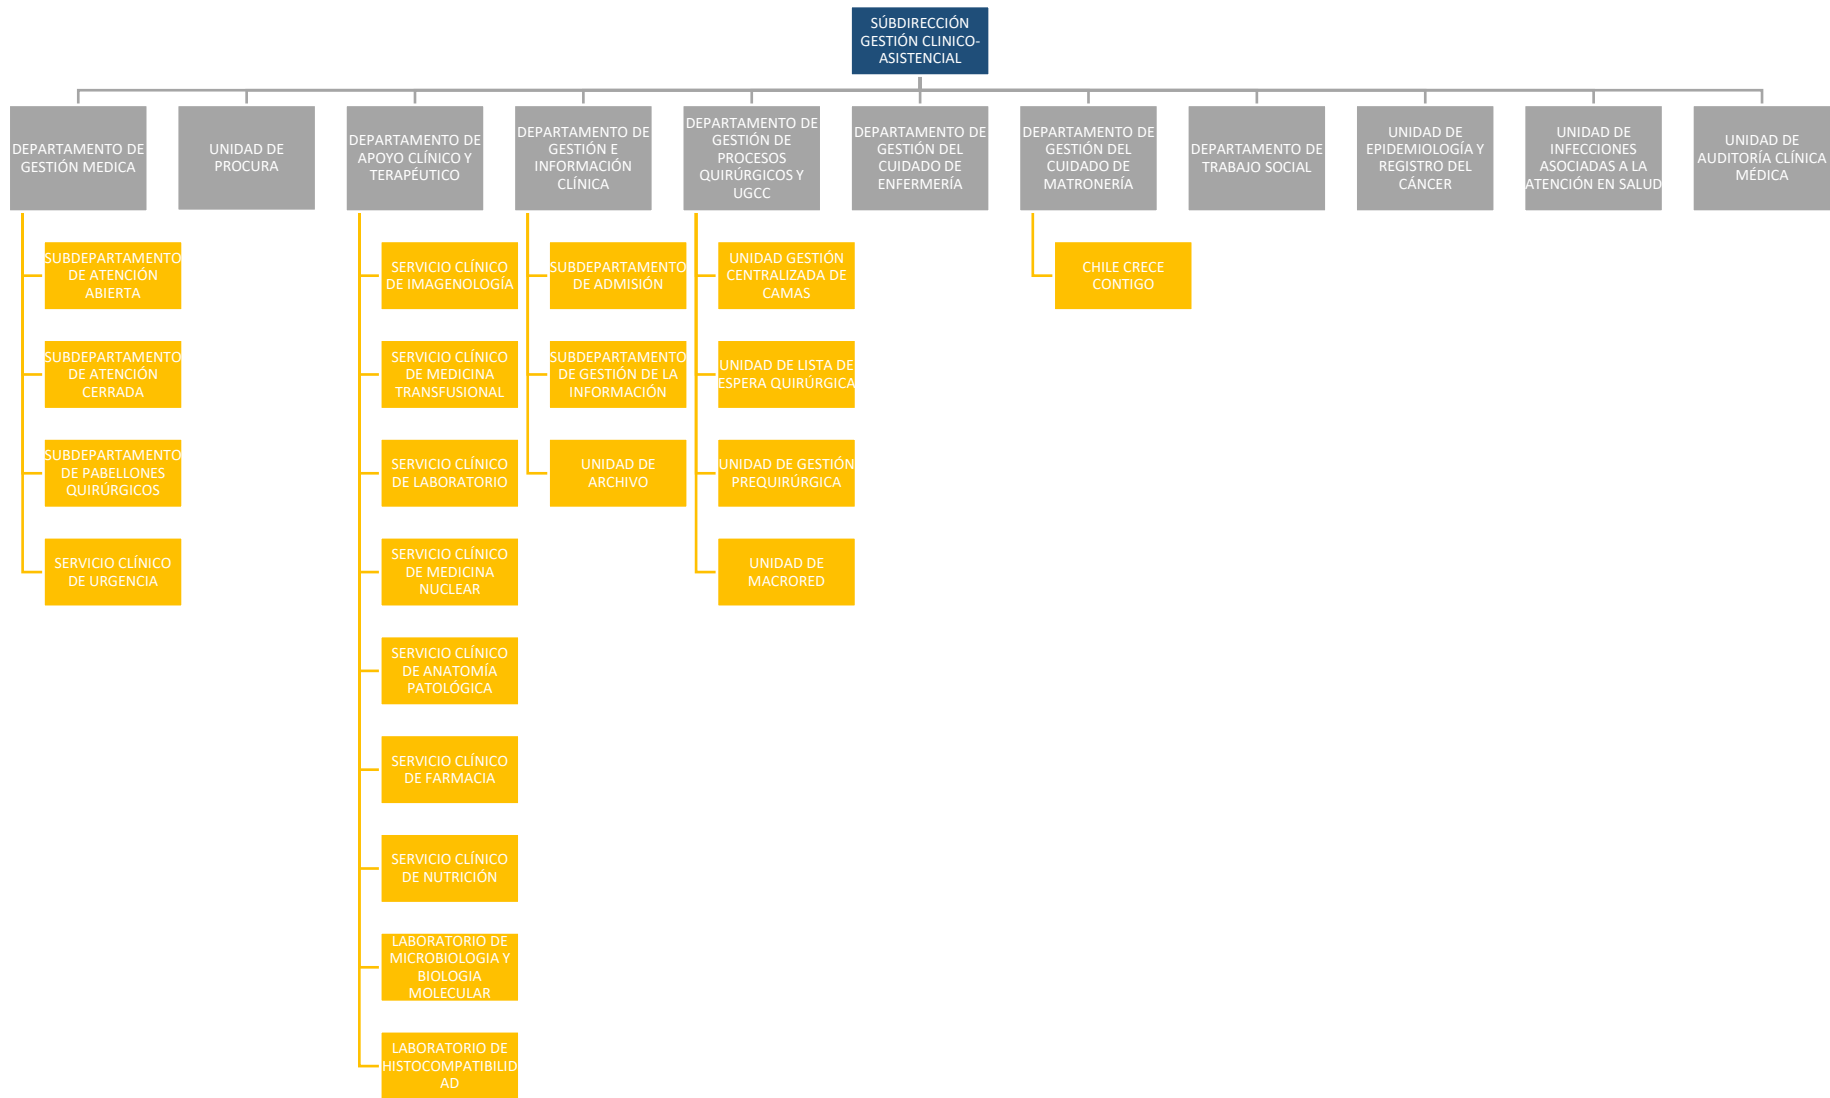 SÚBDIRECCIÓN
GESTIÓN CLINICO-
ASISTENCIAL
DEPARTAMENTO DE
GESTIÓN MEDICA
UNIDAD DE
PROCURA
DEPARTAMENTO DE
APOYO CLÍNICO Y
TERAPÉUTICO
DEPARTAMENTO DE
GESTIÓN E
INFORMACIÓN
CLÍNICA
DEPARTAMENTO DE
GESTIÓN DE
PROCESOS
QUIRÚRGICOS Y
UGCC
DEPARTAMENTO DE
GESTIÓN DEL
CUIDADO DE
ENFERMERÍA
DEPARTAMENTO DE
GESTIÓN DEL
CUIDADO DE
MATRONERÍA
DEPARTAMENTO DE
TRABAJO SOCIAL
UNIDAD DE
EPIDEMIOLOGÍA Y
REGISTRO DEL
CÁNCER
UNIDAD DE
INFECCIONES
ASOCIADAS A LA
ATENCIÓN EN SALUD
UNIDAD DE
AUDITORÍA CLÍNICA
MÉDICA
SUBDEPARTAMENTO
DE ATENCIÓN
ABIERTA
SUBDEPARTAMENTO
DE ATENCIÓN
CERRADA
SUBDEPARTAMENTO
DE PABELLONES
QUIRÚRGICOS
SERVICIO CLÍNICO
DE URGENCIA
SERVICIO CLÍNICO
DE IMAGENOLOGÍA
SERVICIO CLÍNICO
DE MEDICINA
TRANSFUSIONAL
SERVICIO CLÍNICO
DE LABORATORIO
SERVICIO CLÍNICO
DE MEDICINA
NUCLEAR
SERVICIO CLÍNICO
DE ANATOMÍA
PATOLÓGICA
SERVICIO CLÍNICO
DE FARMACIA
SERVICIO CLÍNICO
DE NUTRICIÓN
LABORATORIO DE
MICROBIOLOGIA Y
BIOLOGIA
MOLECULAR
LABORATORIO DE
HISTOCOMPATIBILID
AD
SUBDEPARTAMENTO
DE ADMISIÓN
SUBDEPARTAMENTO
DE GESTIÓN DE LA
INFORMACIÓN
UNIDAD DE
ARCHIVO
UNIDAD GESTIÓN
CENTRALIZADA DE
CAMAS
UNIDAD DE LISTA DE
ESPERA QUIRÚRGICA
UNIDAD DE GESTIÓN
PREQUIRÚRGICA
UNIDAD DE
MACRORED
CHILE CRECE
CONTIGO